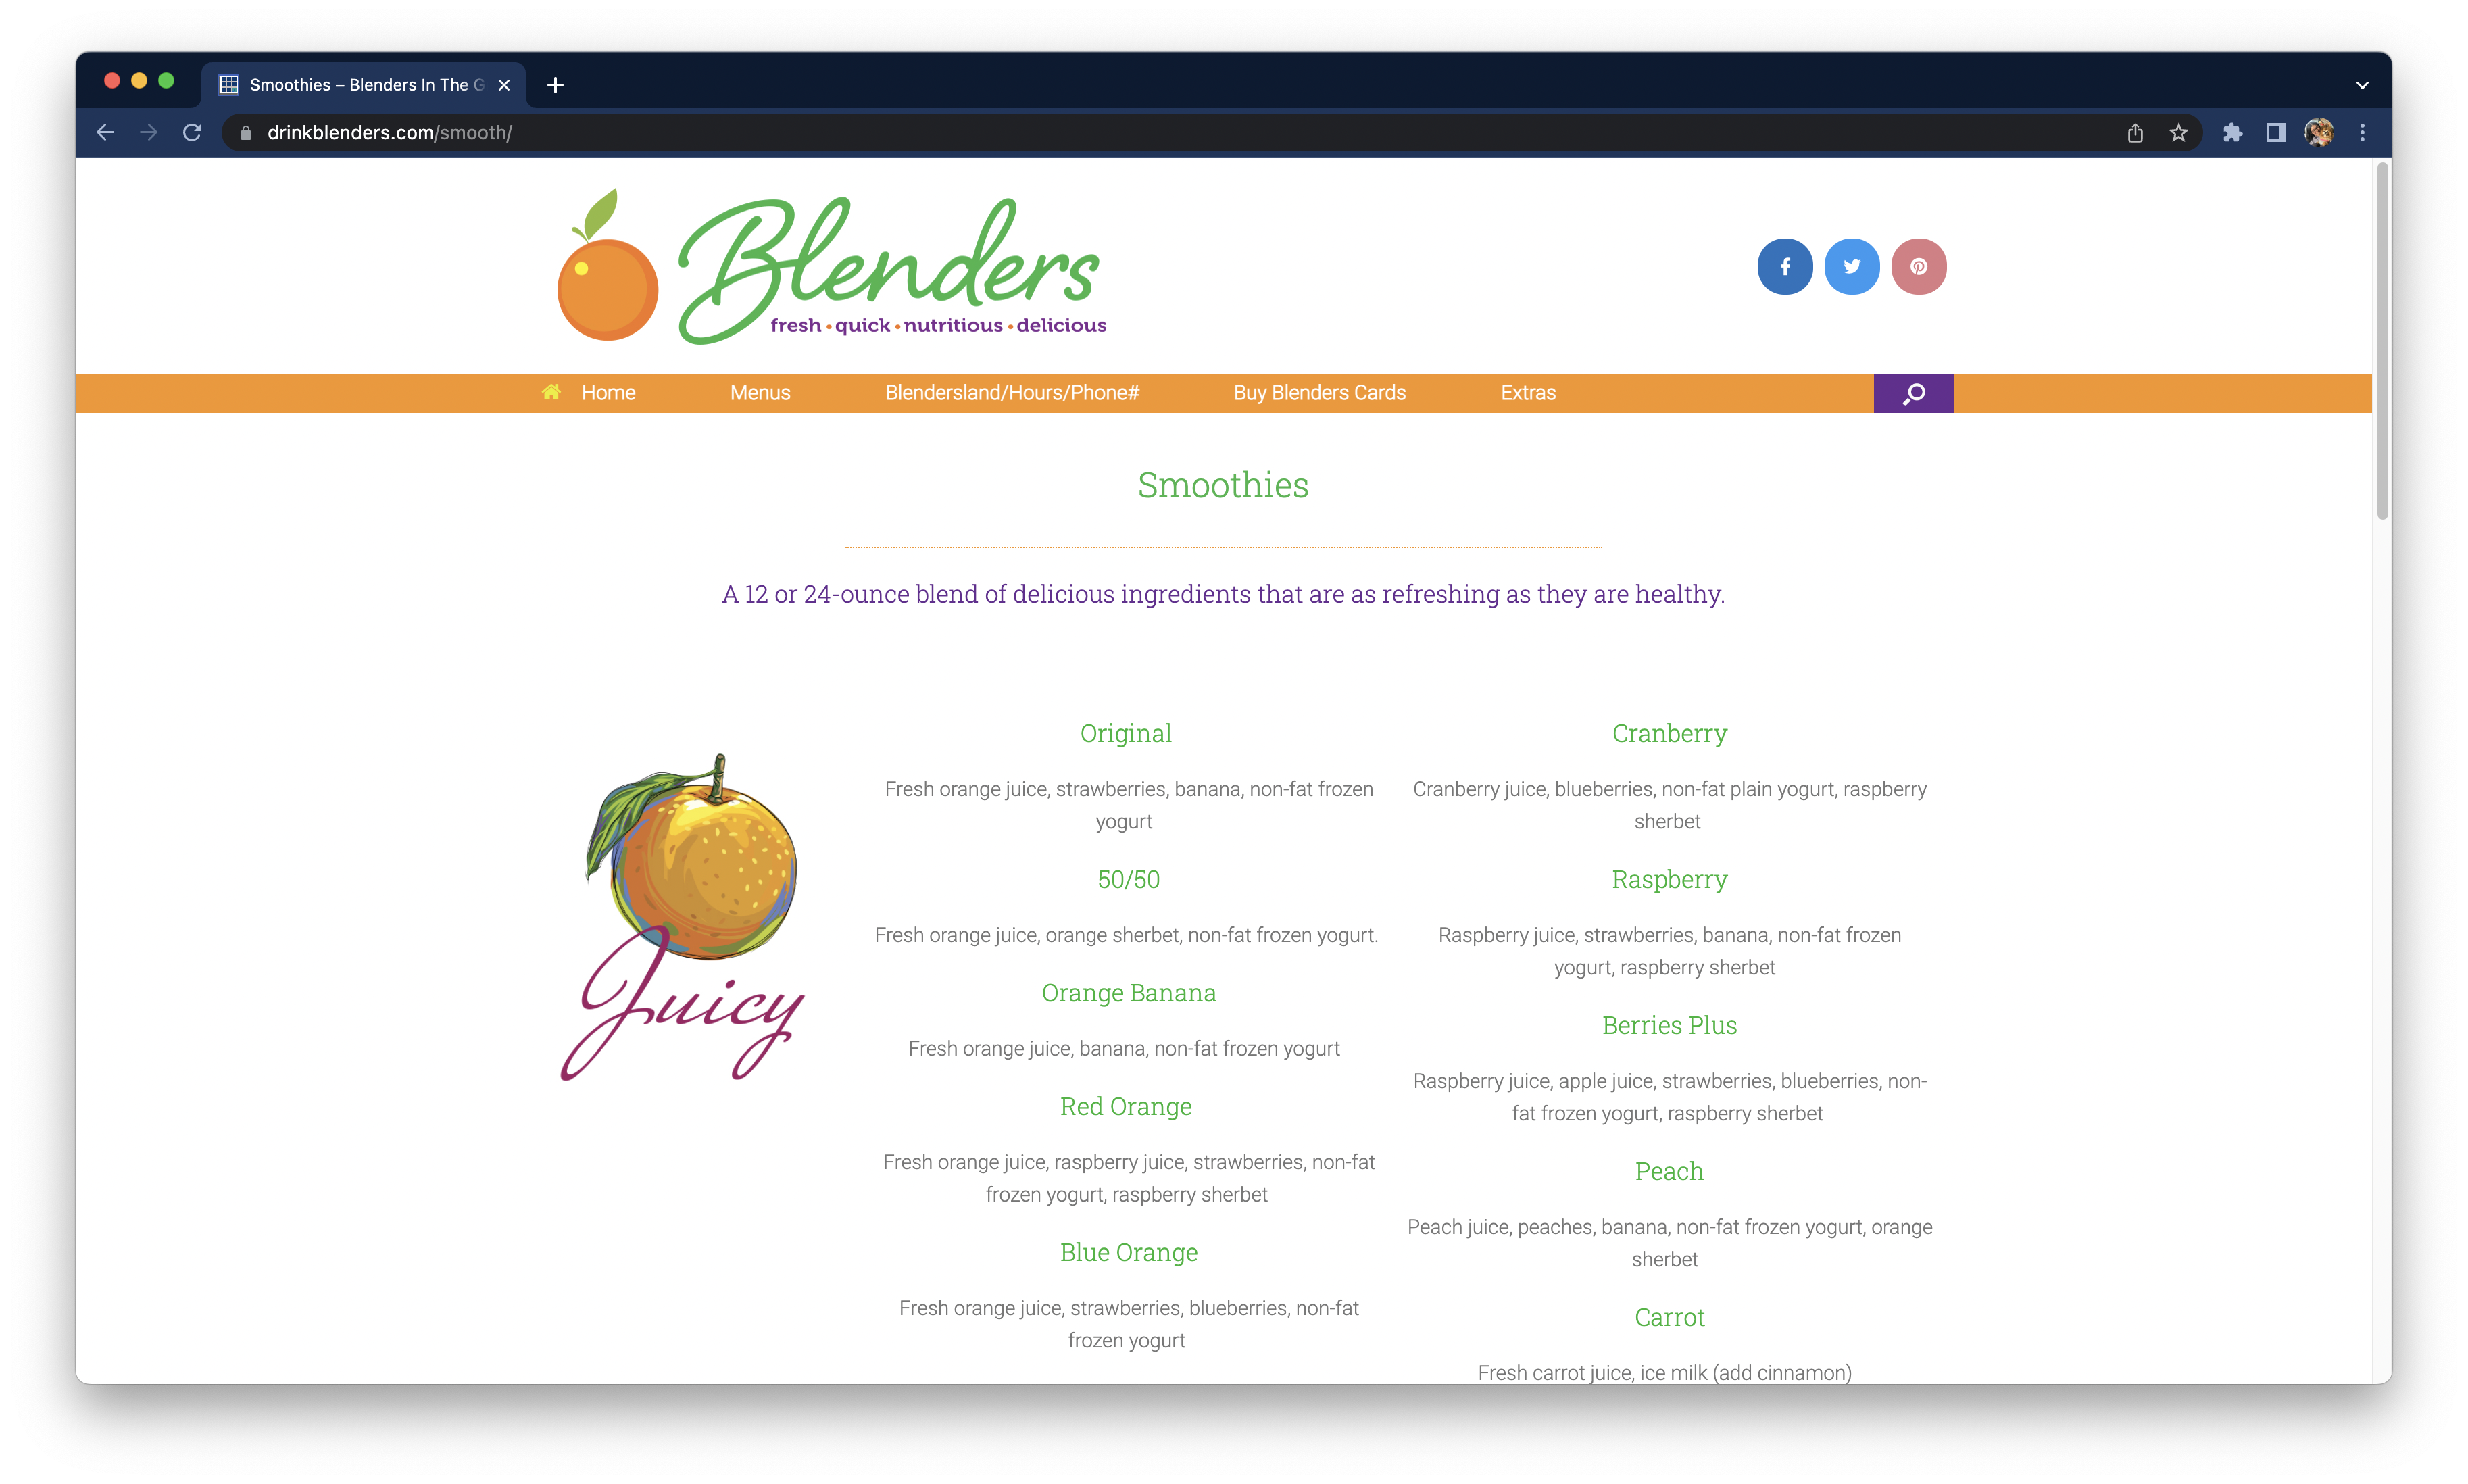 Smoothies – Blenders In The G
drinkblenders.com/smooth/
Blenders
fresh • quick • nutritious • delicious
Home Menus Blendersland/Hours/Phone# Buy Blenders Cards Extras
Smoothies
A 12 or 24-ounce blend of delicious ingredients that are as refreshing as they are healthy.
Juicy
Original
Fresh orange juice, strawberries, banana, non-fat frozen
yogurt
50/50
Fresh orange juice, orange sherbet, non-fat frozen yogurt.
Orange Banana
Fresh orange juice, banana, non-fat frozen yogurt
Red Orange
Fresh orange juice, raspberry juice, strawberries, non-fat
frozen yogurt, raspberry sherbet
Blue Orange
Fresh orange juice, strawberries, blueberries, non-fat
frozen yogurt
Cranberry
Cranberry juice, blueberries, non-fat plain yogurt, raspberry
sherbet
Raspberry
Raspberry juice, strawberries, banana, non-fat frozen
yogurt, raspberry sherbet
Berries Plus
Raspberry juice, apple juice, strawberries, blueberries, non-
fat frozen yogurt, raspberry sherbet
Peach
Peach juice, peaches, banana, non-fat frozen yogurt, orange
sherbet
Carrot
Fresh carrot juice, ice milk (add cinnamon)